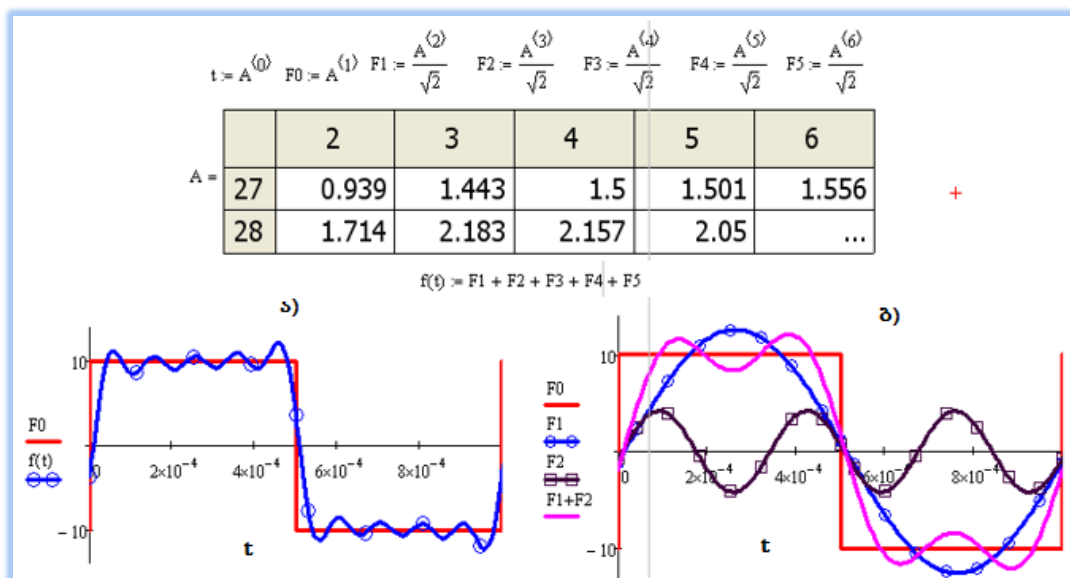 t := A⟨0⟩ F0 := A⟨1⟩ F1 := A⟨2⟩/√2 F2 := A⟨3⟩/√2 F3 := A⟨4⟩/√2 F4 := A⟨5⟩/√2 F5 := A⟨6⟩/√2
2 3 4 5 6
A =
27 0.939 1.443 1.5 1.501 1.556
28 1.714 2.183 2.157 2.05 ...
f(t) := F1 + F2 + F3 + F4 + F5
ა)
10
F0
f(t)
0 2×10⁻⁴ 4×10⁻⁴ 6×10⁻⁴ 8×10⁻⁴
-10
t
ბ)
10
F0
F1
F2
F1+F2
0 2×10⁻⁴ 4×10⁻⁴ 6×10⁻⁴ 8×10⁻⁴
-10
t